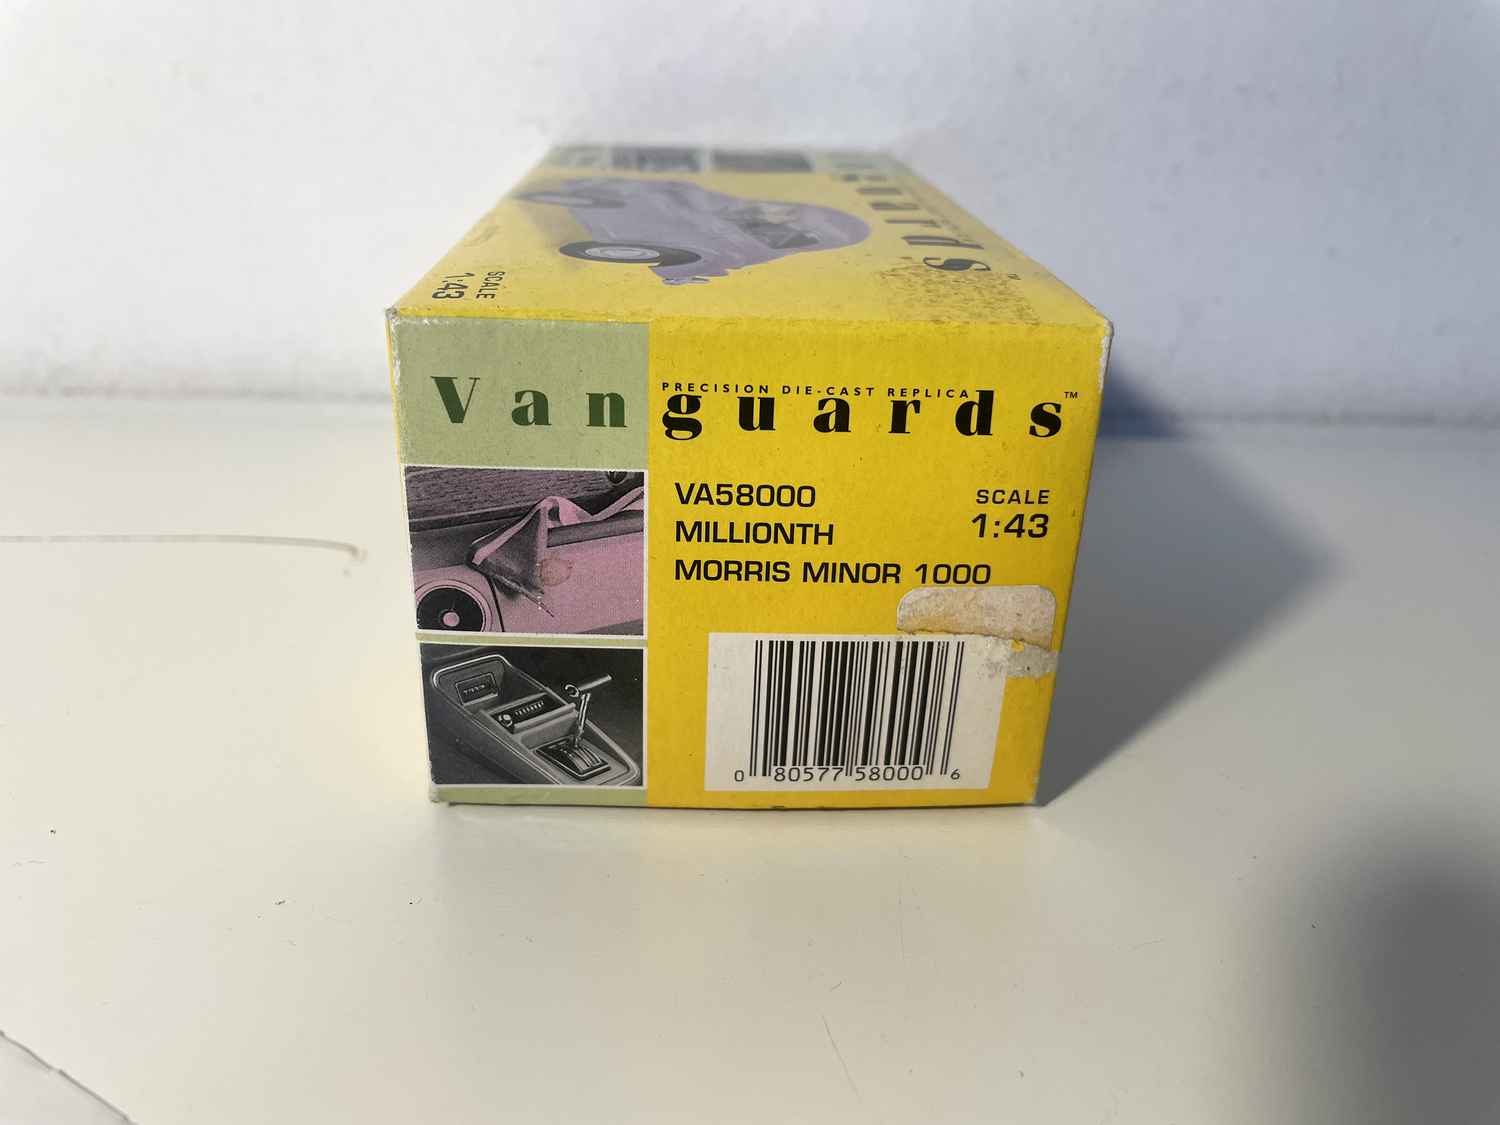 Vanguards™
SCALE
1:43
Vanguards™
PRECISION DIE-CAST REPLICA
VA58000
MILLIONTH
MORRIS MINOR 1000
SCALE
1:43
0 80577 58000 6